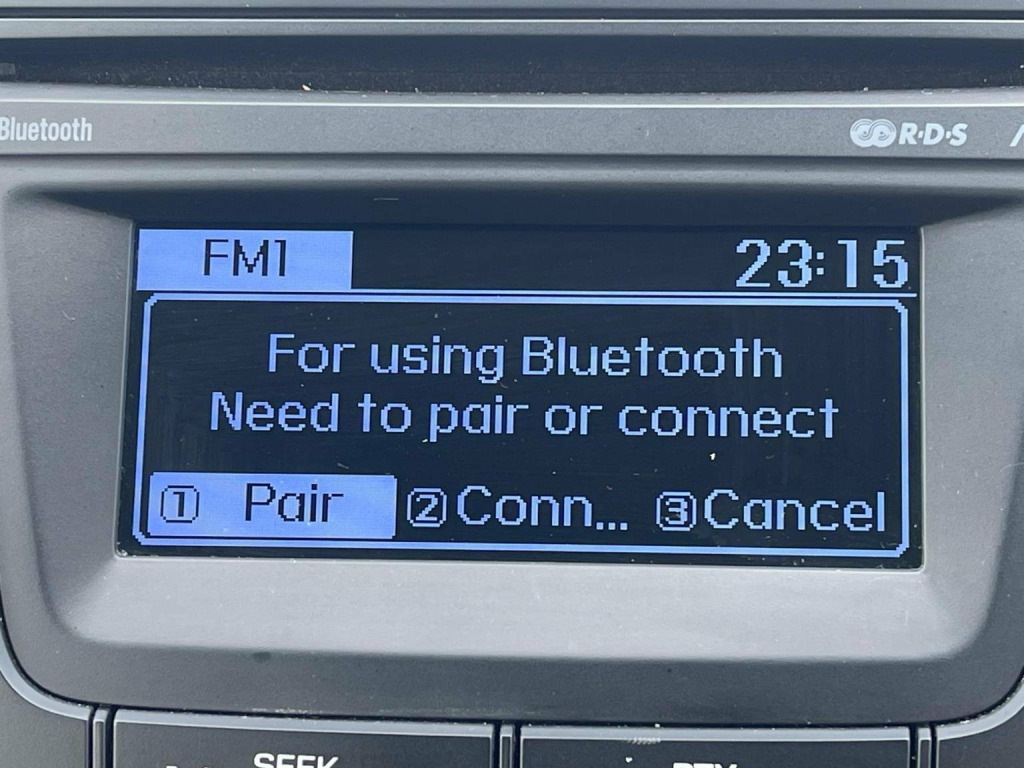 Bluetooth
R·D·S
FM1
23:15
For using Bluetooth
Need to pair or connect
1 Pair
2 Conn...
3 Cancel
SEEK
PTY